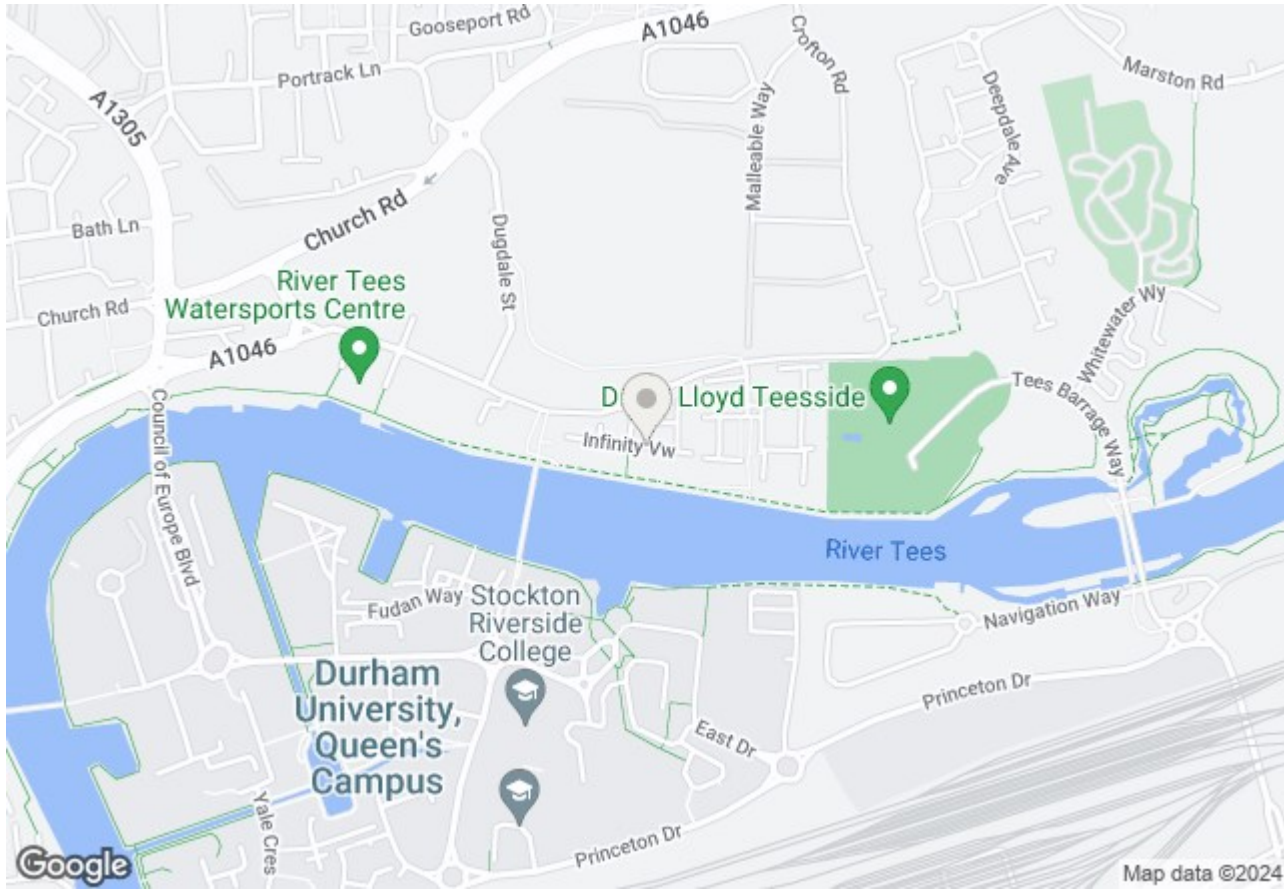 Gooseport Rd
A1046
Crofton Rd
Portrack Ln
Marston Rd
A1305
Malleable Way
Deepdale Ave
Church Rd
Bath Ln
Dugdale St
River Tees
Watersports Centre
Church Rd
A1046
Whitewater Wy
D
Lloyd Teesside
Tees Barrage Way
Council of Europe Blvd
Infinity Vw
River Tees
Fudan Way
Stockton
Riverside
College
Navigation Way
Durham
University,
Queen's
Campus
Princeton Dr
East Dr
Yale Cres
Princeton Dr
Google
Map data ©2024